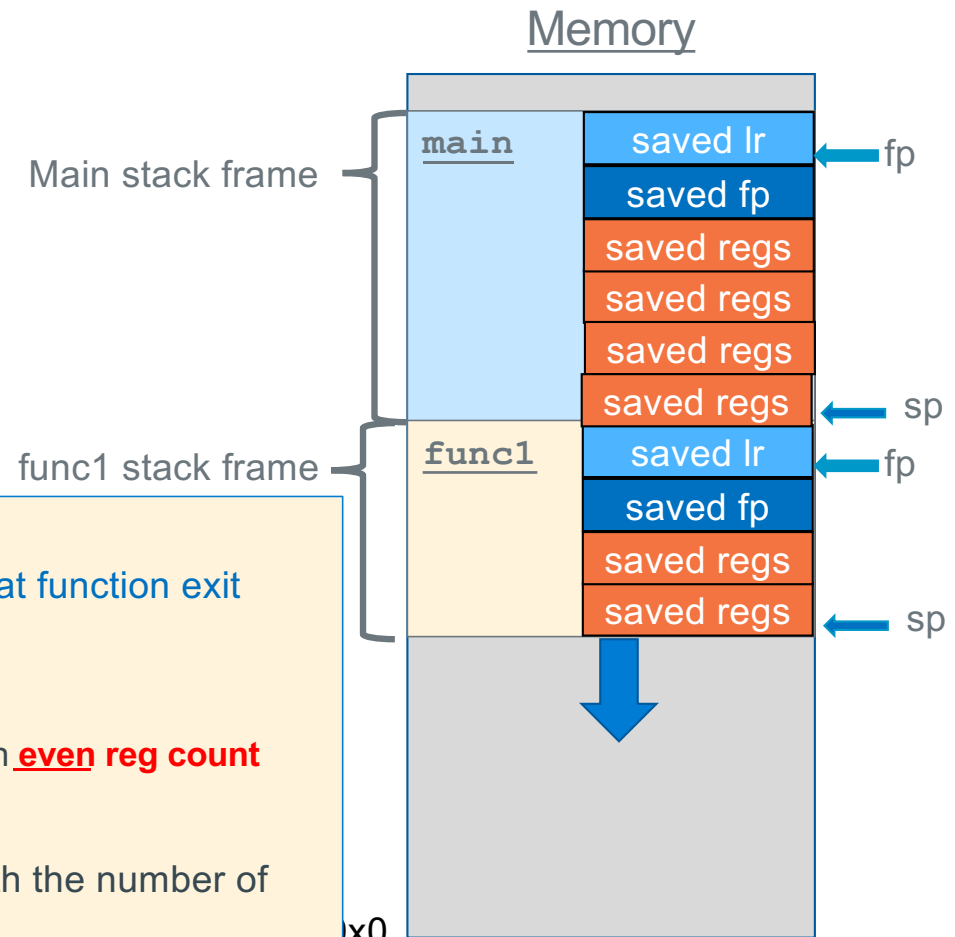 Memory
main
saved lr
fp
Main stack frame
saved fp
saved regs
saved regs
saved regs
saved regs
sp
func1 stack frame
func1
saved lr
fp
saved fp
at function exit
saved regs
saved regs
sp
even reg count
the number of
x0